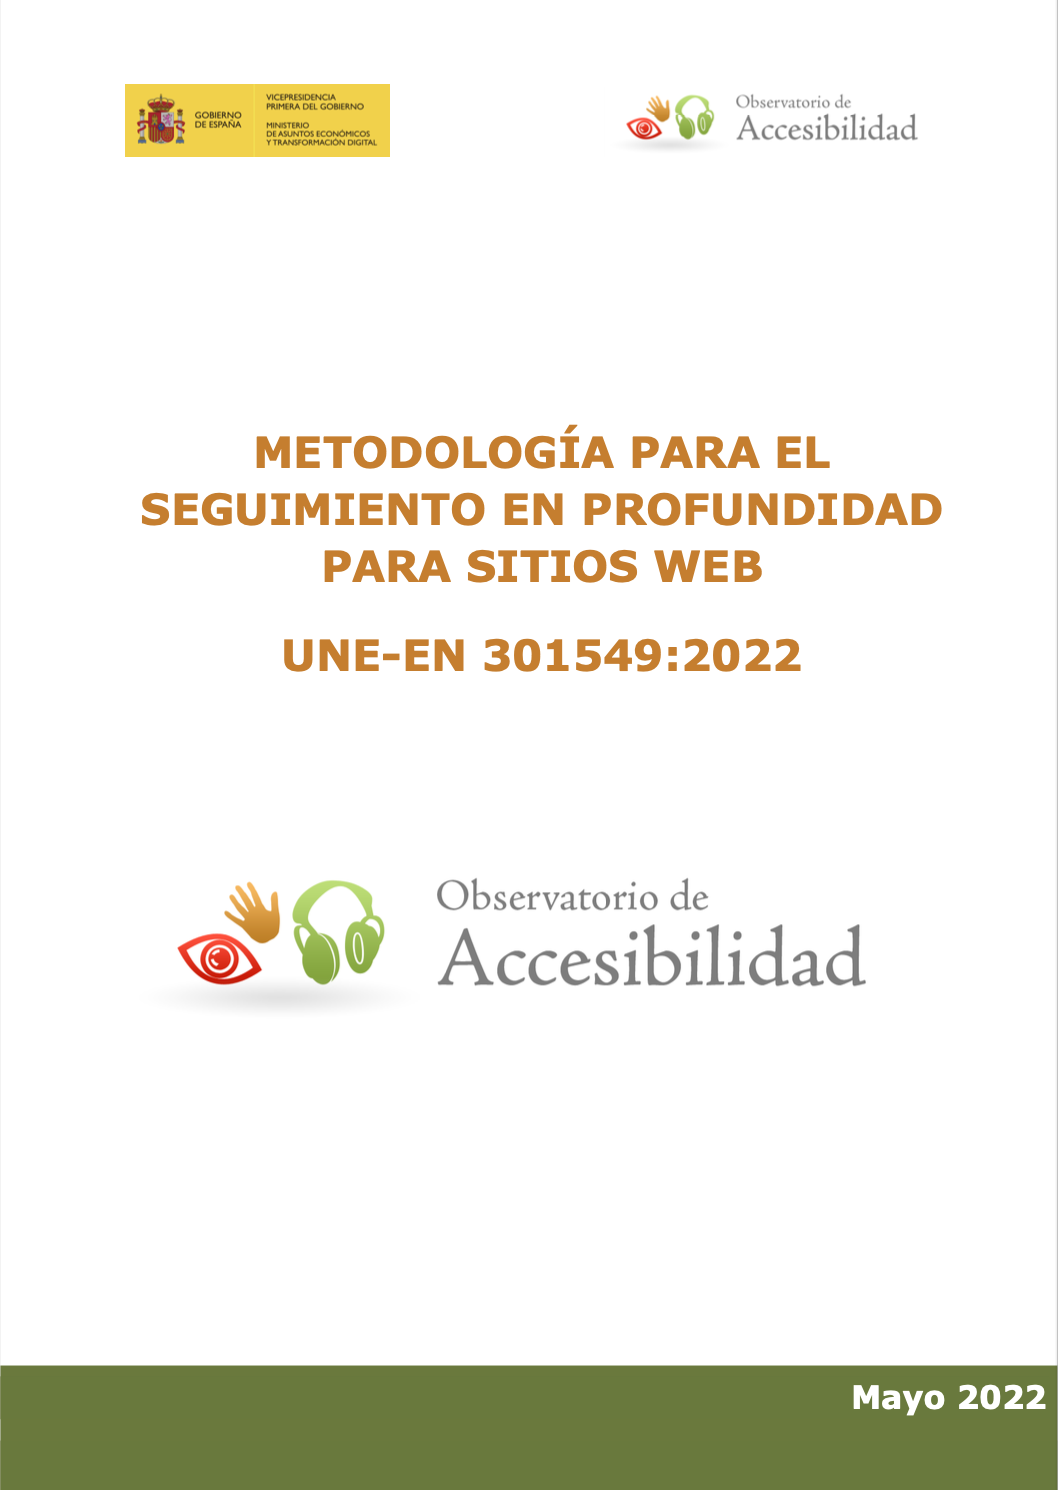 GOBIERNO
DE ESPAÑA
VICEPRESIDENCIA
PRIMERA DEL GOBIERNO
MINISTERIO
DE ASUNTOS ECONÓMICOS
Y TRANSFORMACIÓN DIGITAL
Observatorio de
Accesibilidad
METODOLOGÍA PARA EL
SEGUIMIENTO EN PROFUNDIDAD
PARA SITIOS WEB
UNE-EN 301549:2022
Observatorio de
Accesibilidad
Mayo 2022